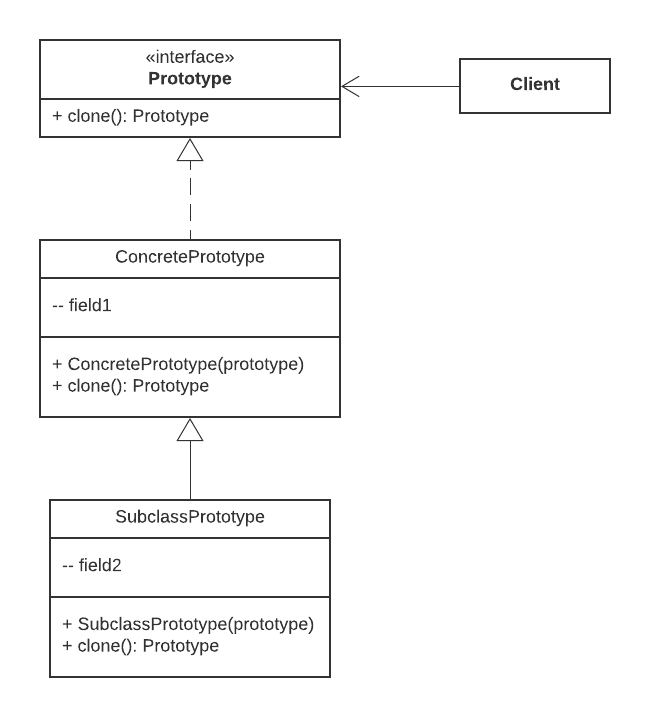 «interface»
Prototype
+ clone(): Prototype
Client
ConcretePrototype
-- field1
+ ConcretePrototype(prototype)
+ clone(): Prototype
SubclassPrototype
-- field2
+ SubclassPrototype(prototype)
+ clone(): Prototype